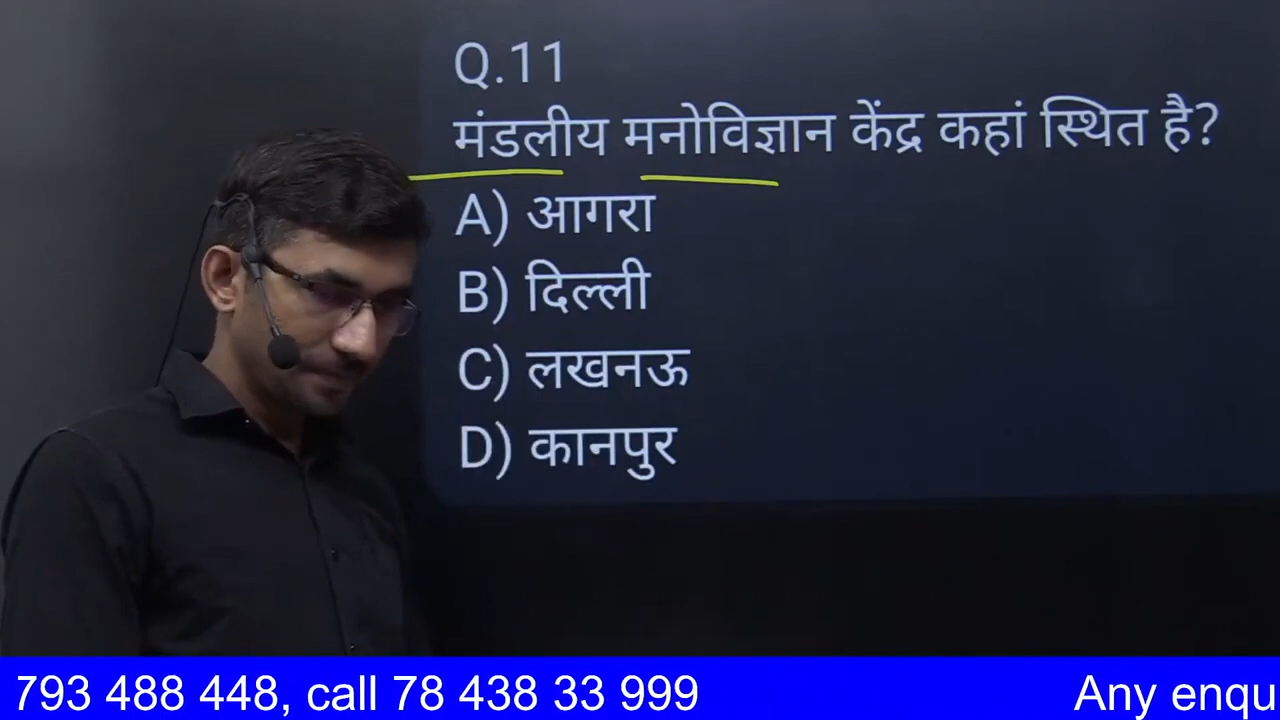 Q.11
मंडलीय मनोविज्ञान केंद्र कहां स्थित है?
A) आगरा
B) दिल्ली
C) लखनऊ
D) कानपुर
793 488 448, call 78 438 33 999
Any enqu